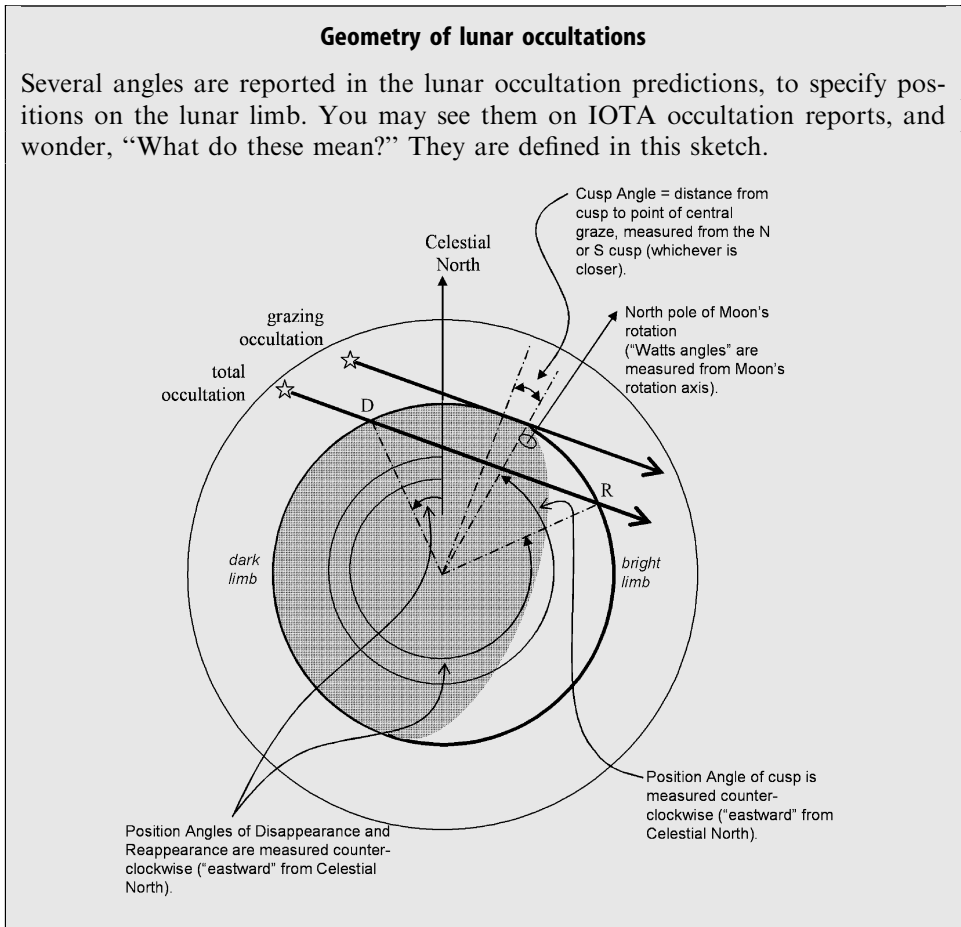 Geometry of lunar occultations
Several angles are reported in the lunar occultation predictions, to specify pos-
itions on the lunar limb. You may see them on IOTA occultation reports, and
wonder, “What do these mean?” They are defined in this sketch.
Cusp Angle = distance from
cusp to point of central
graze, measured from the N
or S cusp (whichever is
closer).
Celestial
North
North pole of Moon's
rotation
("Watts angles" are
measured from Moon's
rotation axis).
grazing
occultation
total
occultation
D
R
dark
limb
bright
limb
Position Angle of cusp is
measured counter-
clockwise ("eastward" from
Celestial North).
Position Angles of Disappearance and
Reappearance are measured counter-
clockwise ("eastward" from Celestial
North).